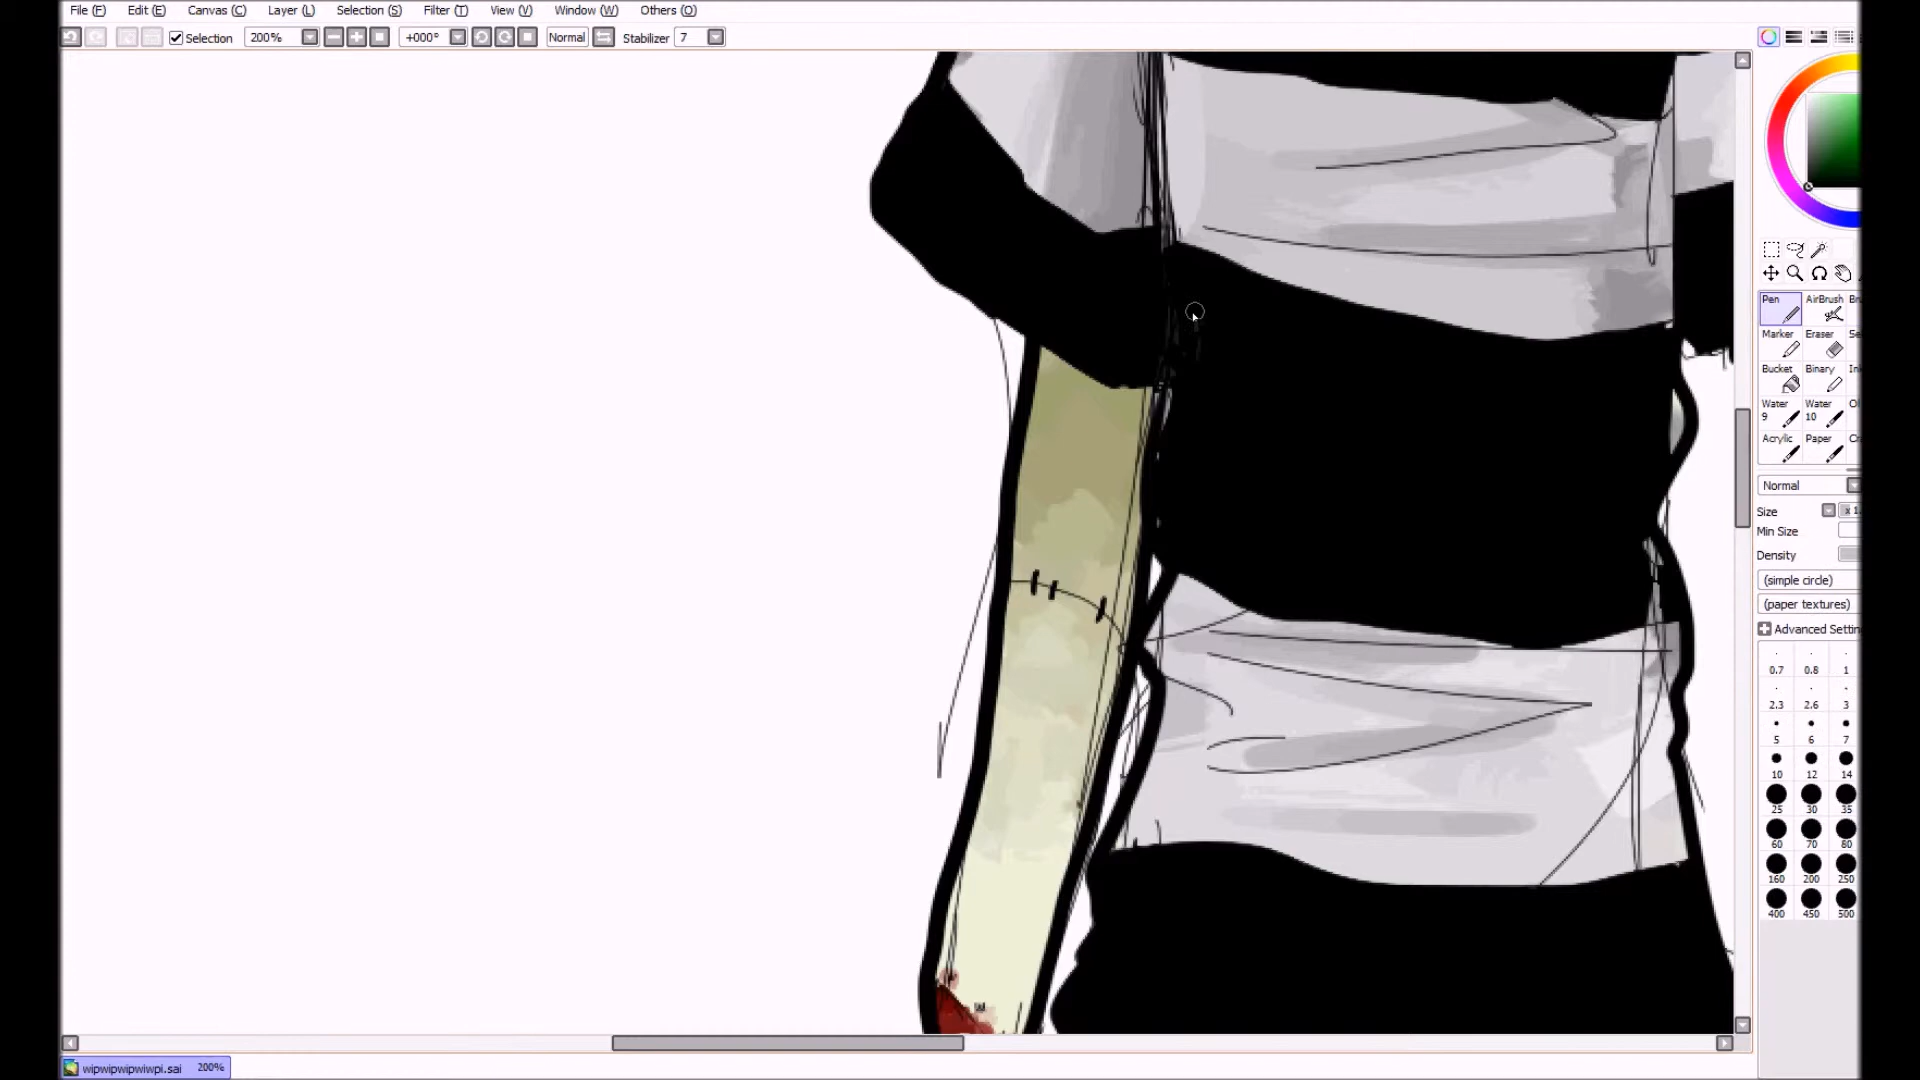 File (F) Edit (E) Canvas (C) Layer (L) Selection (S) Filter (T) View (V) Window (W) Others (O)
Selection 200% +000° Normal Stabilizer 7
Pen AirBrush
Marker Eraser
Bucket Binary
Water 9 Water 10
Acrylic Paper
Normal
Size
Min Size
Density
(simple circle)
(paper textures)
Advanced Settin
0.7 0.8 1
2.3 2.6 3
5 6 7
10 12 14
25 30 35
60 70 80
160 200 250
400 450 500
wipwipwipwiwpi.sai 200%